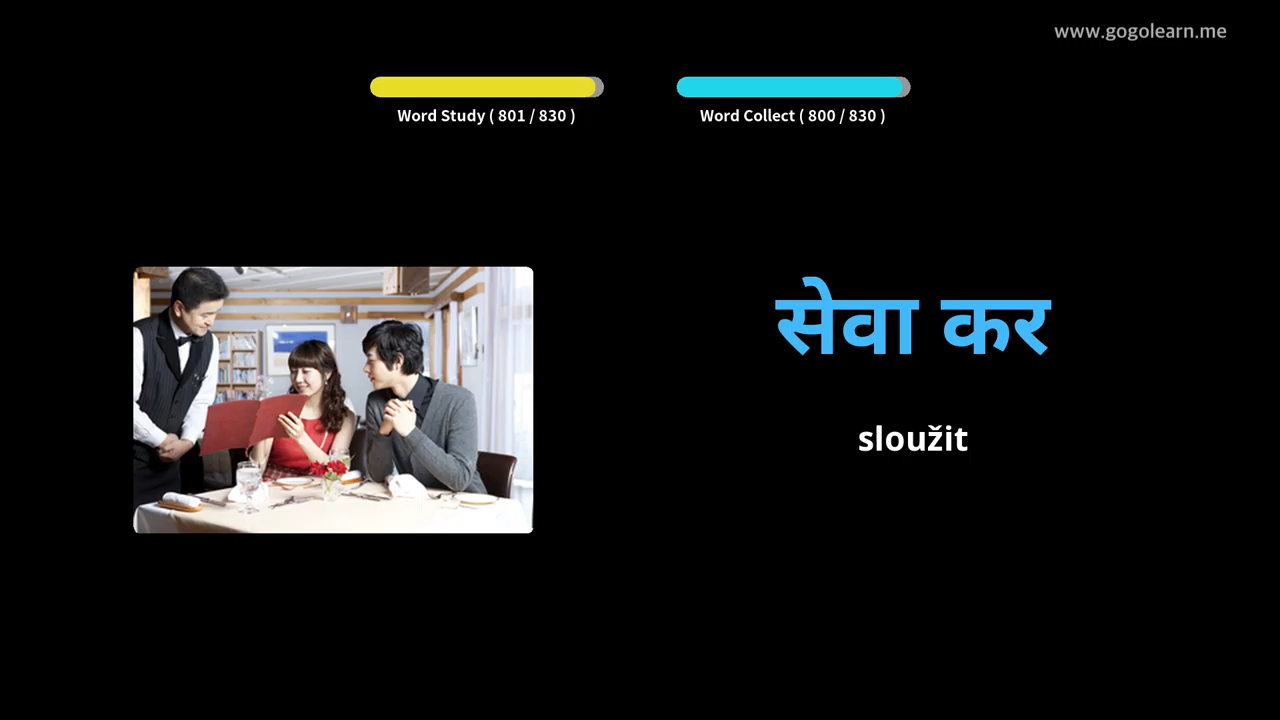 www.gogolearn.me
Word Study ( 801 / 830 )
Word Collect ( 800 / 830 )
सेवा कर
sloužit